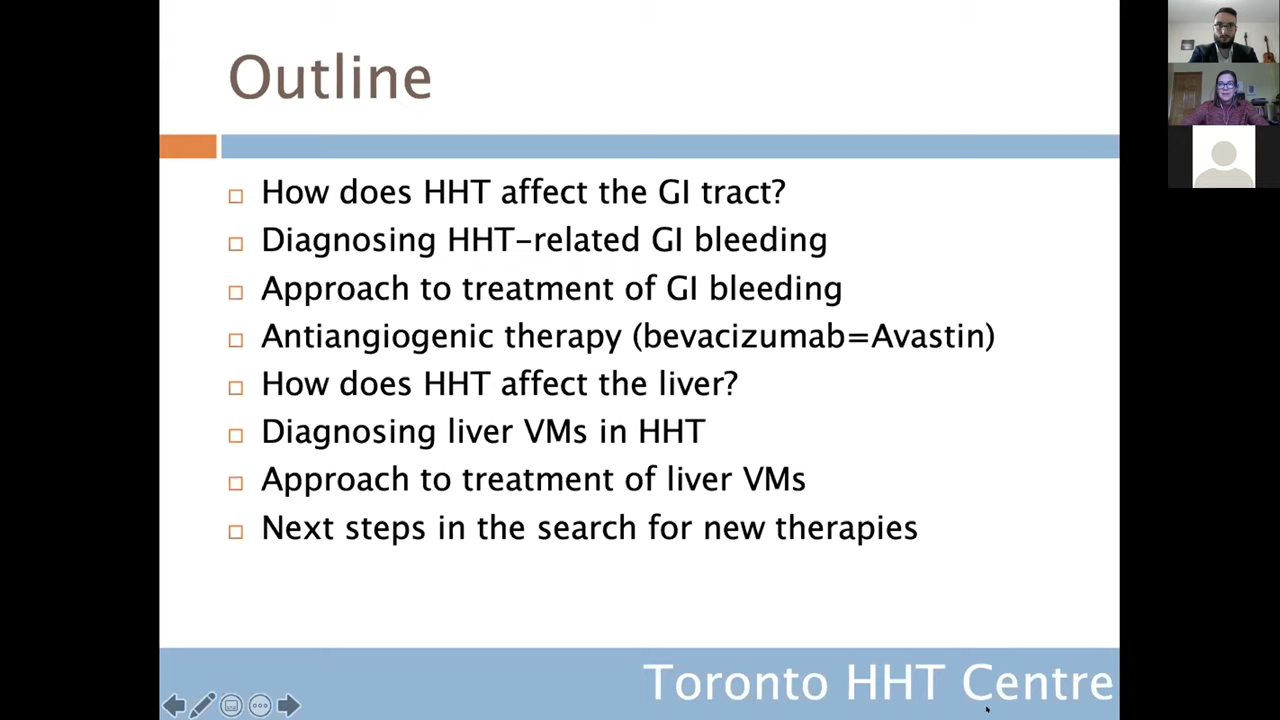 Outline
How does HHT affect the GI tract?
Diagnosing HHT-related GI bleeding
Approach to treatment of GI bleeding
Antiangiogenic therapy (bevacizumab=Avastin)
How does HHT affect the liver?
Diagnosing liver VMs in HHT
Approach to treatment of liver VMs
Next steps in the search for new therapies
Toronto HHT Centre